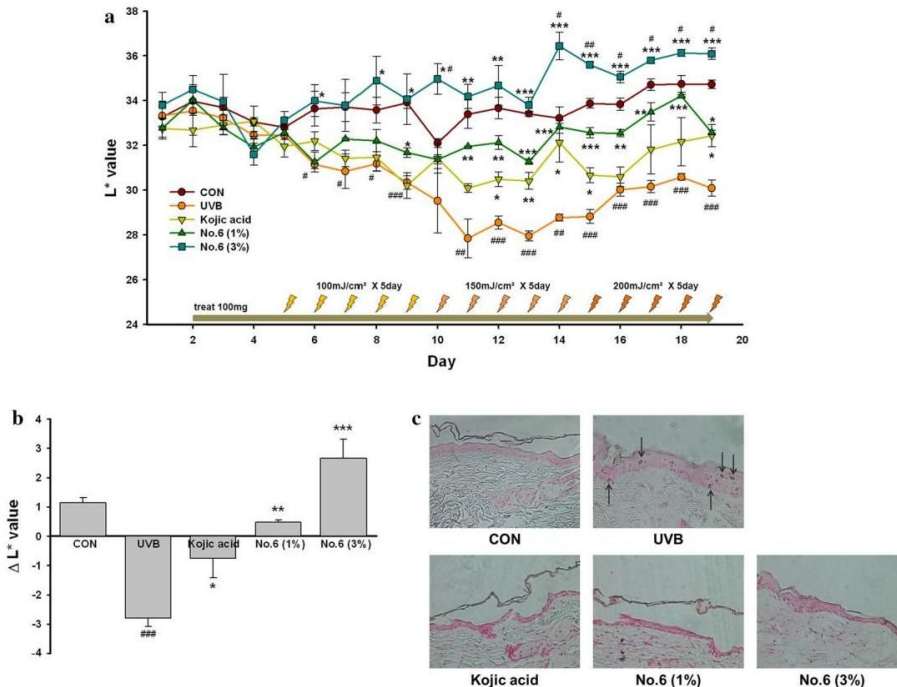 a
38
36
34
32
30
28
26
24
L* value
# *** ## *** # *** # *** # *** # ***
* * * * # ** ** ***
*** *** ** ** *** *
* ** ** *** *** ** *
# # # ### * * ** * * *
## ### ### ## ### ### ### ### ###
CON
UVB
Kojic acid
No.6 (1%)
No.6 (3%)
100mJ/cm² X 5day 150mJ/cm² X 5day 200mJ/cm² X 5day
treat 100mg
2 4 6 8 10 12 14 16 18 20
Day
b
4
3
2
1
0
-1
-2
-3
-4
Δ L* value
***
**
CON UVB Kojic acid No.6 (1%) No.6 (3%)
*
###
c
CON UVB
Kojic acid No.6 (1%) No.6 (3%)